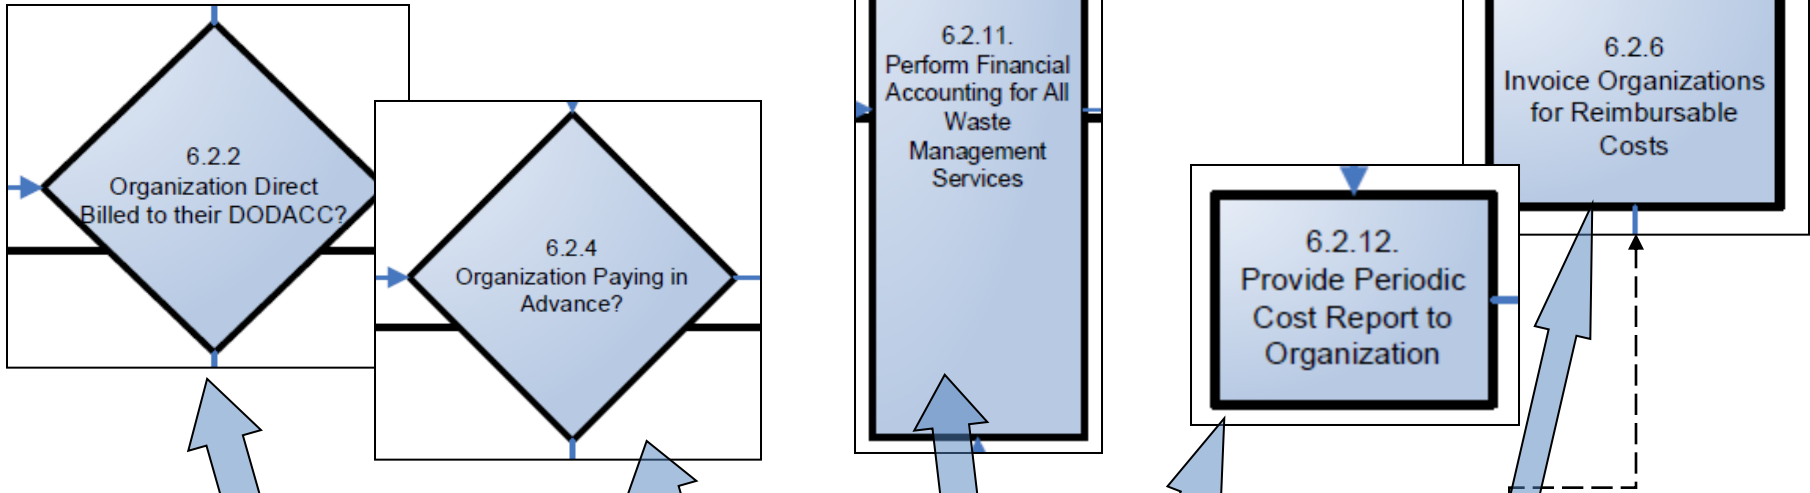 6.2.2
Organization Direct
Billed to their DODACC?
6.2.4
Organization Paying in
Advance?
6.2.11.
Perform Financial
Accounting for All
Waste
Management
Services
6.2.12.
Provide Periodic
Cost Report to
Organization
6.2.6
Invoice Organizations
for Reimbursable
Costs